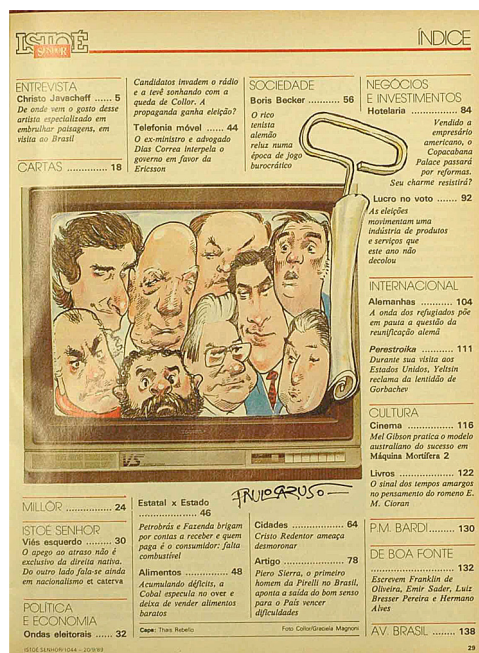 ISTOÉ
SENHOR
ÍNDICE
ENTREVISTA
Christo Javacheff ...... 5
De onde vem o gosto desse
artista especializado em
embrulhar paisagens, em
visita ao Brasil
CARTAS .............. 18
Candidatos invadem o rádio
e a tevê sonhando com a
queda de Collor. A
propaganda ganha eleição?
Telefonia móvel ...... 44
O ex-ministro e advogado
Dias Correa interpela o
governo em favor da
Ericsson
SOCIEDADE
Boris Becker .......... 56
O rico
tenista
alemão
reluz numa
época de jogo
burocrático
NEGÓCIOS
E INVESTIMENTOS
Hotelaria ................ 84
Vendido a
empresário
americano, o
Copacabana
Palace passará
por reformas.
Seu charme resistirá?
Lucro no voto ...... 92
As eleições
movimentam uma
indústria de produtos
e serviços que
este ano não
decolou
INTERNACIONAL
Alemanhas .......... 104
A onda dos refugiados põe
em pauta a questão da
reunificação alemã
Perestroika .......... 111
Durante sua visita aos
Estados Unidos, Yeltsin
reclama da lentidão de
Gorbachev
CULTURA
Cinema ................ 116
Mel Gibson pratica o modelo
australiano do sucesso em
Máquina Mortífera 2
Livros .................. 122
O sinal dos tempos amargos
no pensamento do romeno E.
M. Cioran
P.M. BARDI .......... 130
DE BOA FONTE
.......................... 132
Escrevem Franklin de
Oliveira, Emir Sader, Luiz
Bresser Pereira e Hermano
Alves
AV. BRASIL ........ 138
VS
PAULO CARUSO
MILLÔR .............. 24
ISTOÉ SENHOR
Viés esquerdo ........ 30
O apego ao atraso não é
exclusivo da direita nativa.
Do outro lado fala-se ainda
em nacionalismo et caterva
POLÍTICA
E ECONOMIA
Ondas eleitorais ...... 32
Estatal x Estado
.......................... 46
Petrobrás e Fazenda brigam
por contas a receber e quem
paga é o consumidor: falta
combustível
Alimentos .............. 48
Acumulando déficits, a
Cobal especula no over e
deixa de vender alimentos
baratos
Cidades ................ 64
Cristo Redentor ameaça
desmoronar
Artigo .................... 78
Piero Sierra, o primeiro
homem da Pirelli no Brasil,
aponta a saída do bom senso
para o País vencer
dificuldades
Capa: Thais Rebello
Foto Collor/Graciela Magnoni
ISTOÉ SENHOR/1044 – 20/9/89
29